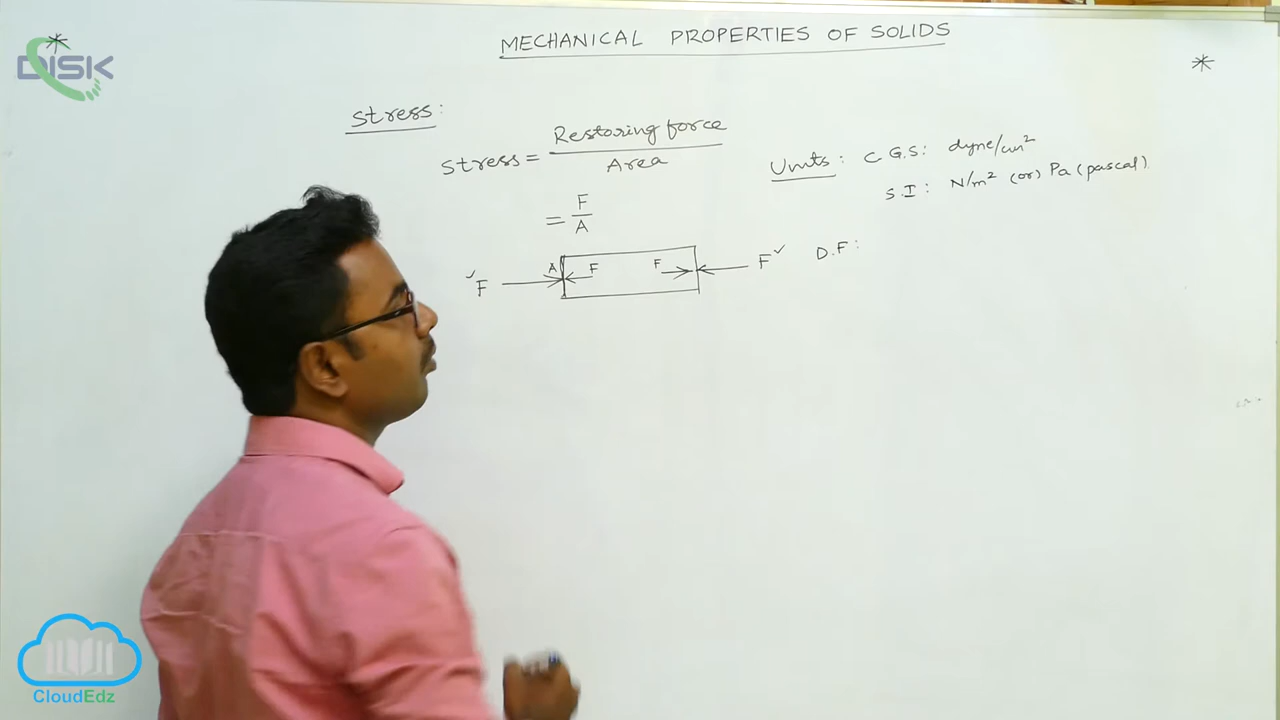 MECHANICAL PROPERTIES OF SOLIDS
DISK
Stress:
Stress = Restoring force / Area
= F / A
Units: C.G.S: dyne/cm²
S.I: N/m² (or) Pa (pascal)
F A F F F
D.F:
CloudEdz